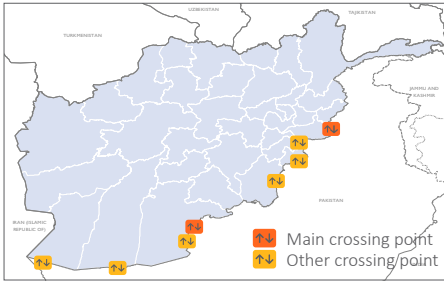 UZBEKISTAN
TAJIKISTAN
TURKMENISTAN
JAMMU AND
KASHMIR
PAKISTAN
IRAN (ISLAMIC
REPUBLIC OF)
Main crossing point
Other crossing point